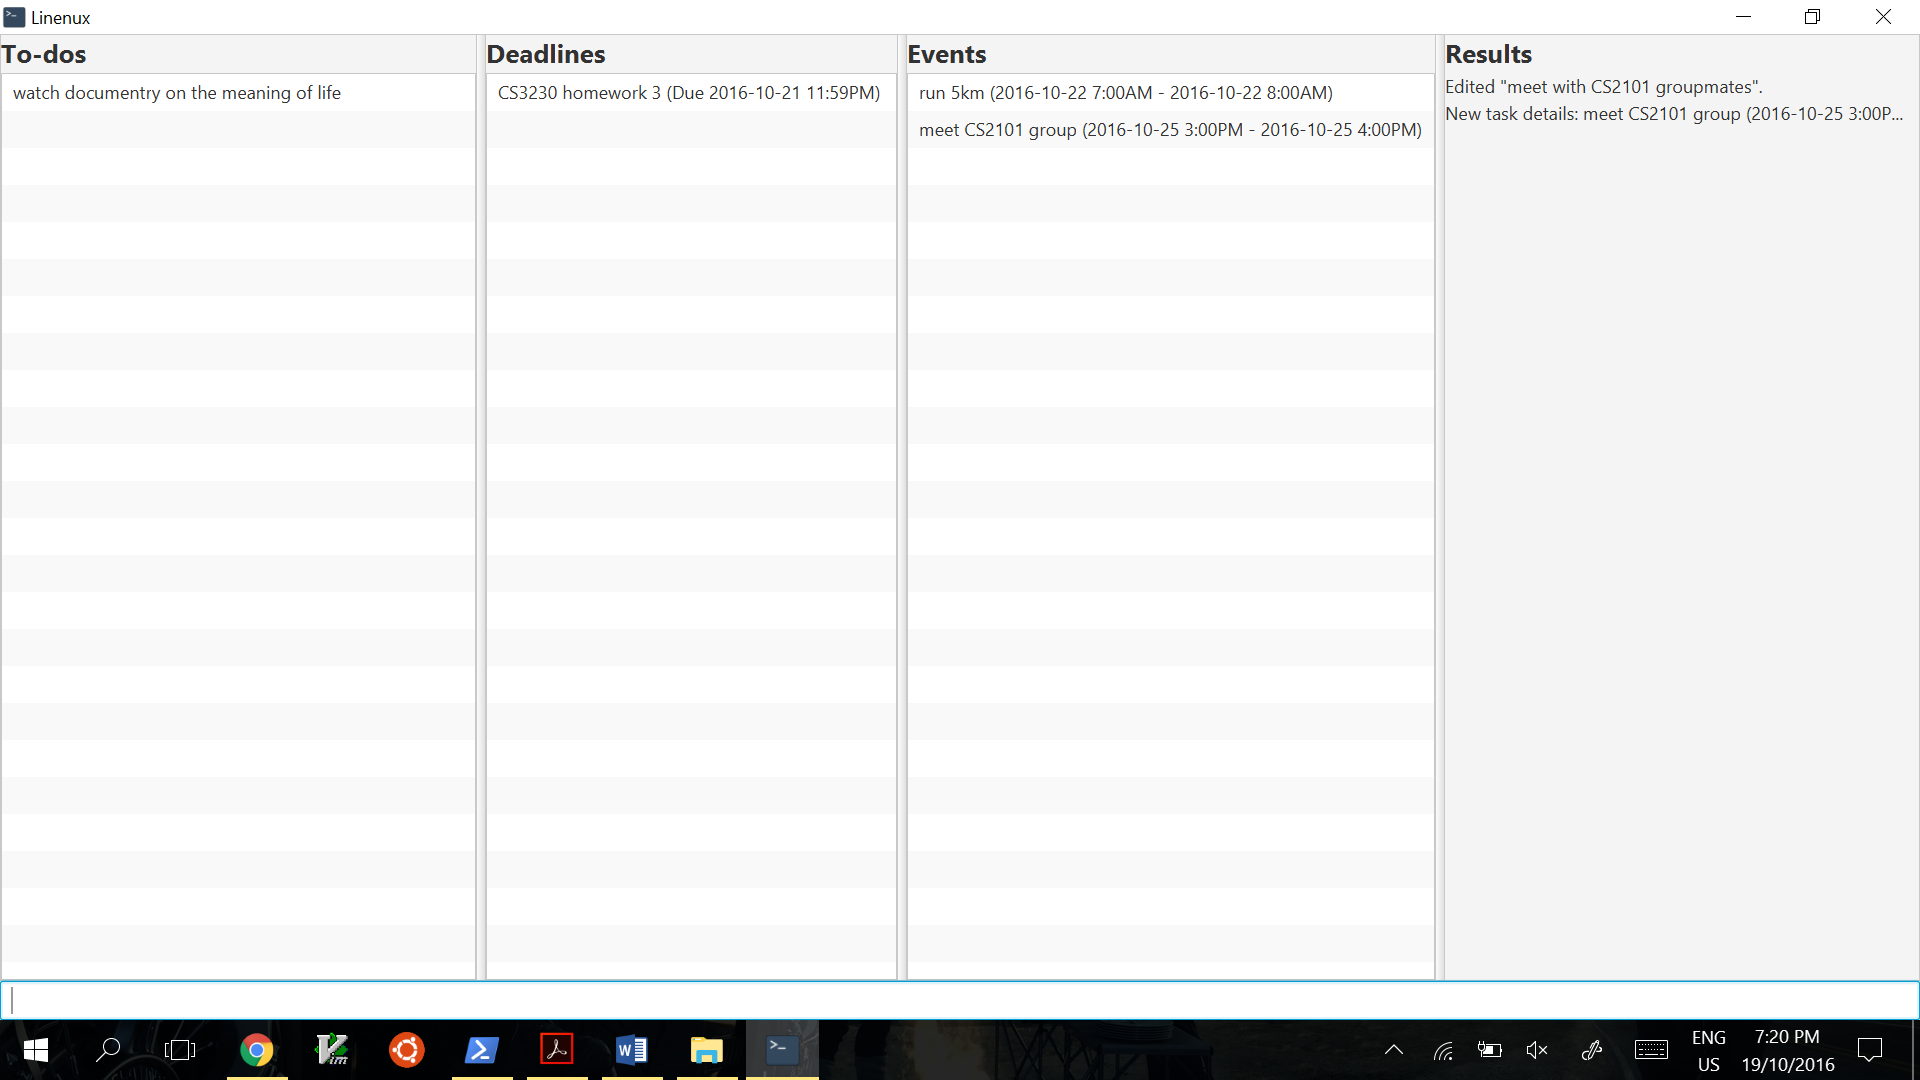 Linenux
To-dos
watch documentry on the meaning of life
Deadlines
CS3230 homework 3 (Due 2016-10-21 11:59PM)
Events
run 5km (2016-10-22 7:00AM - 2016-10-22 8:00AM)
meet CS2101 group (2016-10-25 3:00PM - 2016-10-25 4:00PM)
Results
Edited "meet with CS2101 groupmates".
New task details: meet CS2101 group (2016-10-25 3:00P...
ENG
US
7:20 PM
19/10/2016